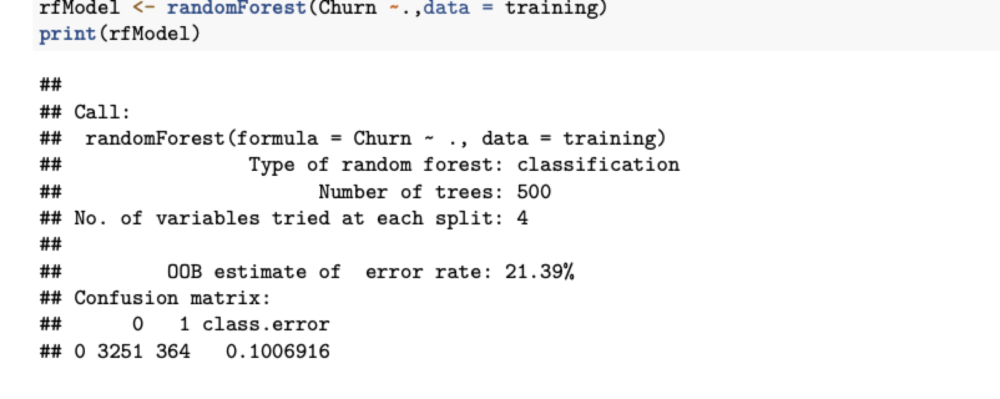 rfModel <- randomForest(Churn ~.,data = training)
print(rfModel)
##
## Call:
##  randomForest(formula = Churn ~ ., data = training)
##                Type of random forest: classification
##                      Number of trees: 500
## No. of variables tried at each split: 4
##
##         OOB estimate of  error rate: 21.39%
## Confusion matrix:
##      0   1 class.error
## 0 3251 364   0.1006916